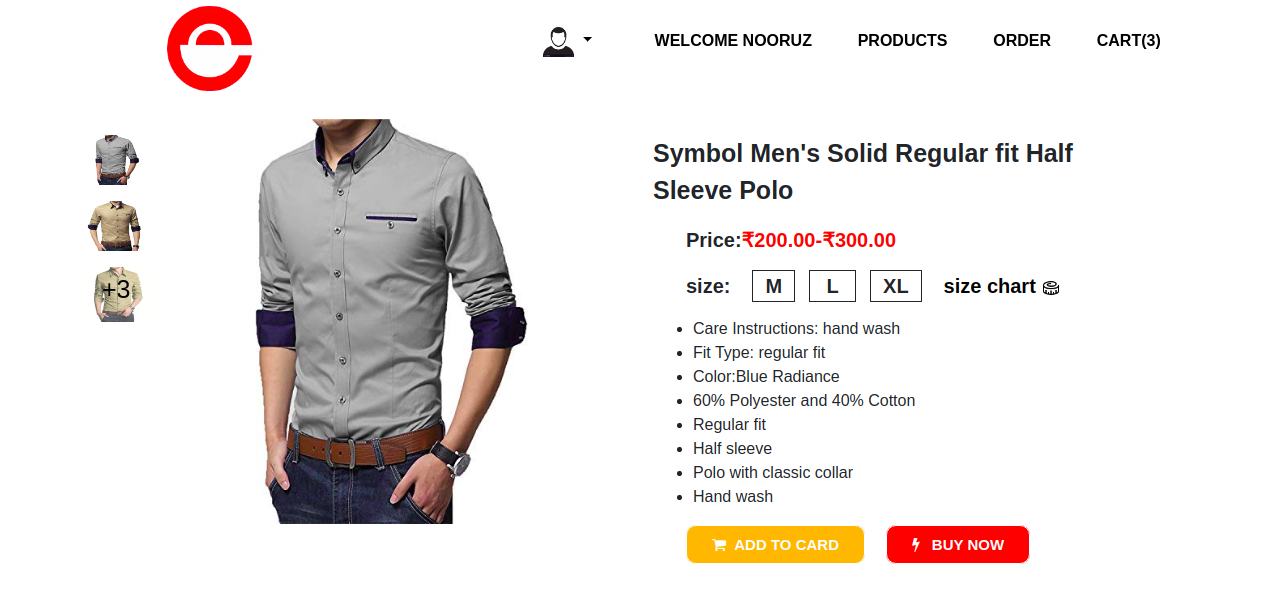 WELCOME NOORUZ PRODUCTS ORDER CART(3)
+3
Symbol Men's Solid Regular fit Half
Sleeve Polo
Price:₹200.00-₹300.00
size: M L XL size chart
Care Instructions: hand wash
Fit Type: regular fit
Color:Blue Radiance
60% Polyester and 40% Cotton
Regular fit
Half sleeve
Polo with classic collar
Hand wash
ADD TO CARD BUY NOW